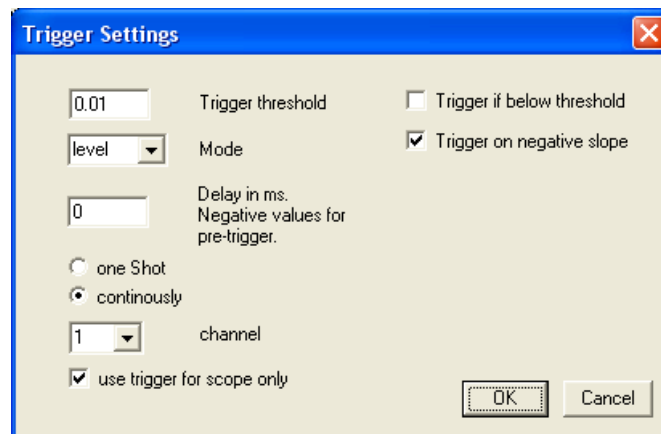 Trigger Settings
0.01 Trigger threshold
Trigger if below threshold
level Mode
Trigger on negative slope
0
Delay in ms.
Negative values for
pre-trigger.
one Shot
continously
1 channel
use trigger for scope only
OK Cancel